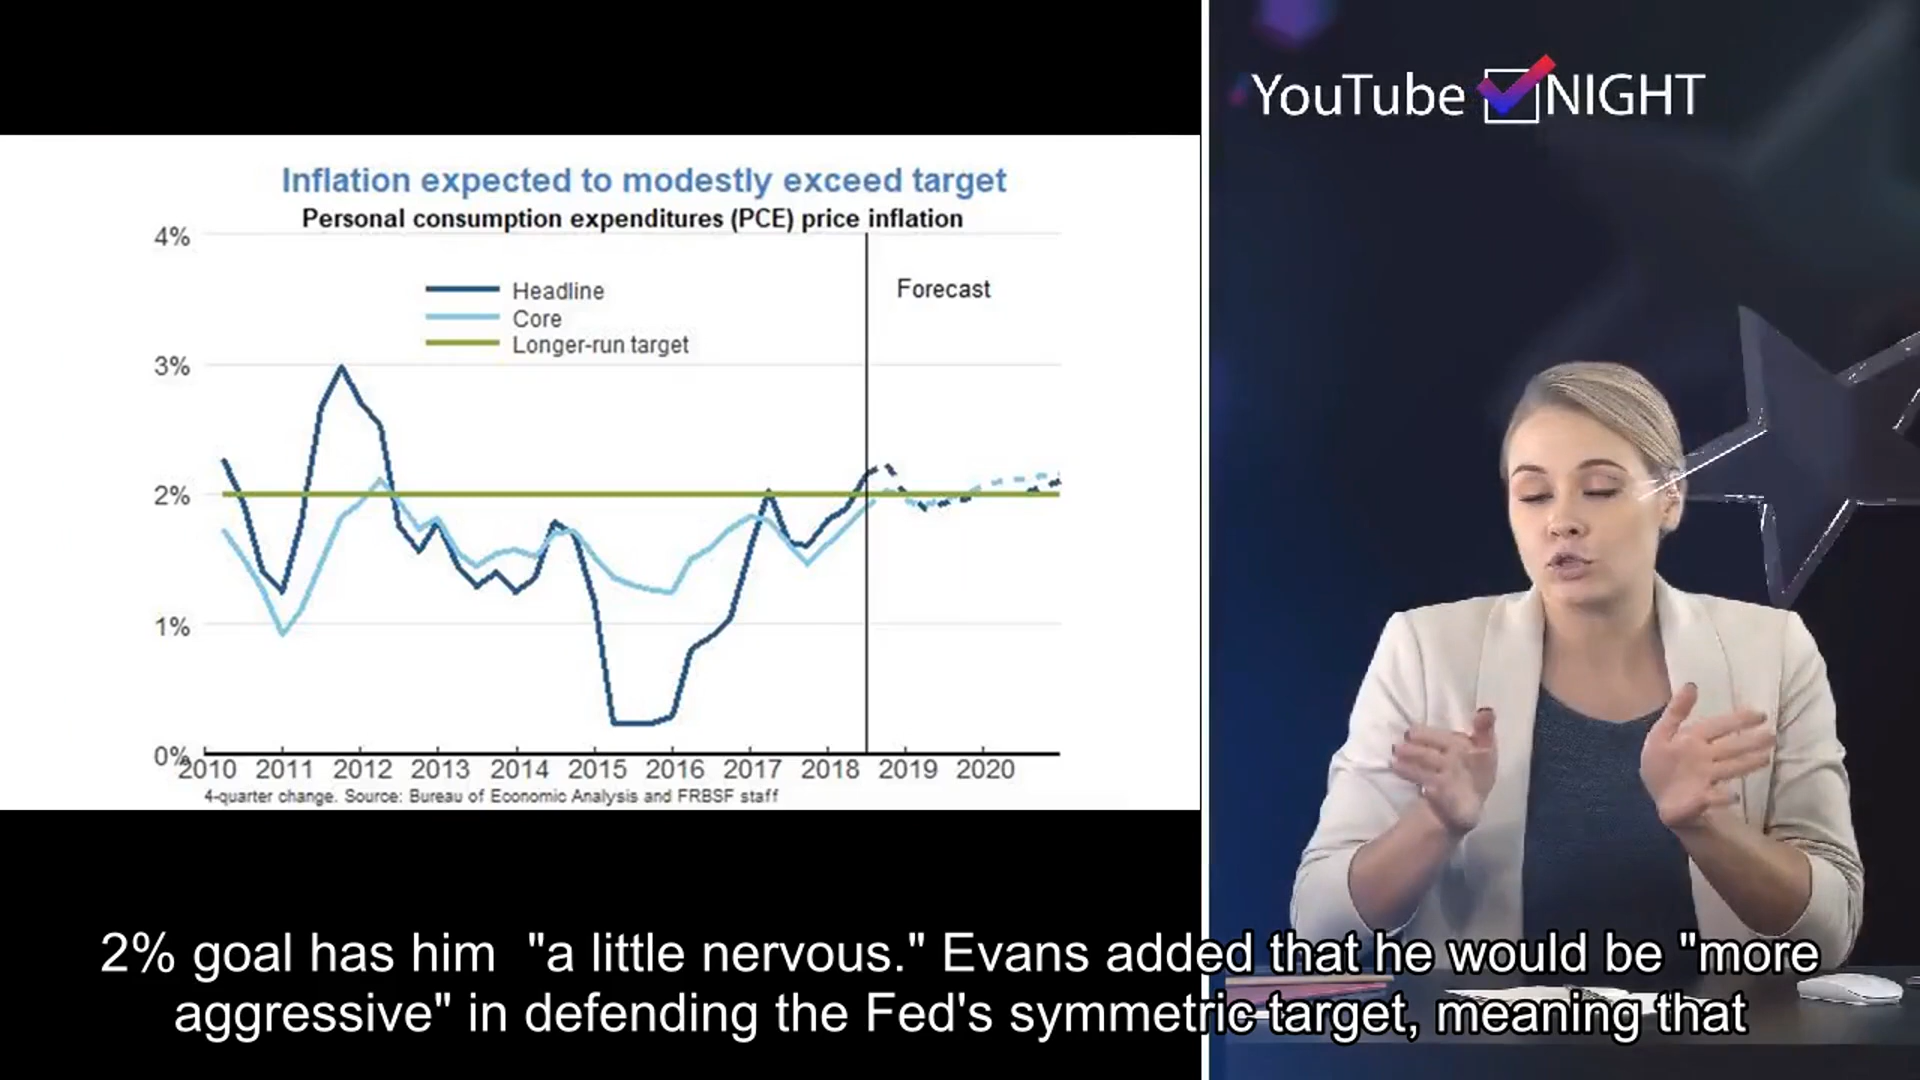 YouTube NIGHT
Inflation expected to modestly exceed target
Personal consumption expenditures (PCE) price inflation
4%
Headline
Forecast
Core
Longer-run target
3%
2%
1%
0%
2010 2011 2012 2013 2014 2015 2016 2017 2018 2019 2020
4-quarter change. Source: Bureau of Economic Analysis and FRBSF staff
2% goal has him "a little nervous." Evans added that he would be "more
aggressive" in defending the Fed's symmetric target, meaning that